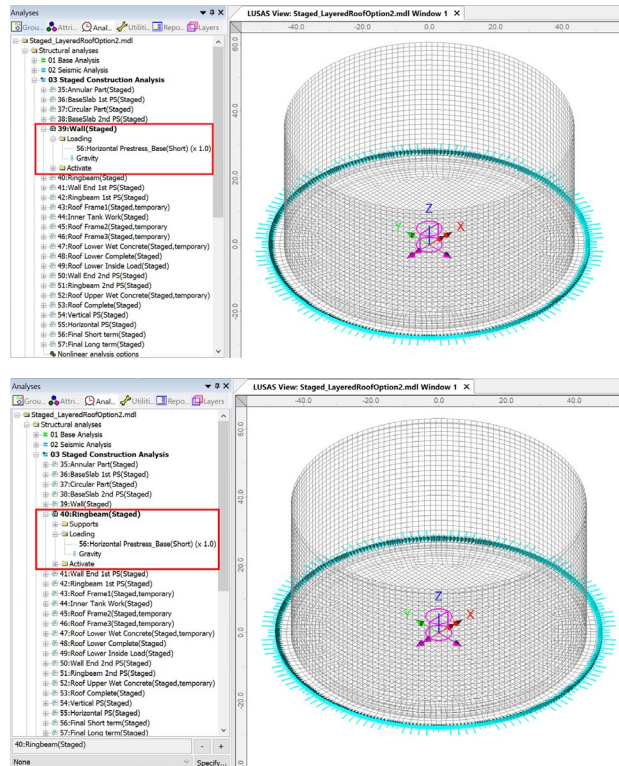 Analyses
LUSAS View: Staged_LayeredRoofOption2.mdl Window 1 X
Grou... Attri... Anal... Utiliti... Repo... Layers
-40.0 -20.0 0.0 20.0 40.0
Staged_LayeredRoofOption2.mdl
Structural analyses
01 Base Analysis
02 Seismic Analysis
03 Staged Construction Analysis
35:Annular Part(Staged)
36:BaseSlab 1st PS(Staged)
37:Circular Part(Staged)
38:BaseSlab 2nd PS(Staged)
39:Wall(Staged)
Loading
56:Horizontal Prestress_Base(Short) (x 1.0)
Gravity
Activate
40:Ringbeam(Staged)
41:Wall End 1st PS(Staged)
42:Ringbeam 1st PS(Staged)
43:Roof Frame1(Staged,temporary)
44:Inner Tank Work(Staged)
45:Roof Frame2(Staged,temporary)
46:Roof Frame3(Staged,temporary)
47:Roof Lower Wet Concrete(Staged,temporary)
48:Roof Lower Complete(Staged)
49:Roof Lower Inside Load(Staged)
50:Wall End 2nd PS(Staged)
51:Ringbeam 2nd PS(Staged)
52:Roof Upper Wet Concrete(Staged,temporary)
53:Roof Complete(Staged)
54:Vertical PS(Staged)
55:Horizontal PS(Staged)
56:Final Short term(Staged)
57:Final Long term(Staged)
Nonlinear analysis options
60.0
40.0
20.0
0.0
-20.0
Z
Y
X
Analyses
LUSAS View: Staged_LayeredRoofOption2.mdl Window 1 X
Grou... Attri... Anal... Utiliti... Repo... Layers
-40.0 -20.0 0.0 20.0 40.0
Staged_LayeredRoofOption2.mdl
Structural analyses
01 Base Analysis
02 Seismic Analysis
03 Staged Construction Analysis
35:Annular Part(Staged)
36:BaseSlab 1st PS(Staged)
37:Circular Part(Staged)
38:BaseSlab 2nd PS(Staged)
39:Wall(Staged)
40:Ringbeam(Staged)
Supports
Loading
56:Horizontal Prestress_Base(Short) (x 1.0)
Gravity
Activate
41:Wall End 1st PS(Staged)
42:Ringbeam 1st PS(Staged)
43:Roof Frame1(Staged,temporary)
44:Inner Tank Work(Staged)
45:Roof Frame2(Staged,temporary
46:Roof Frame3(Staged,temporary)
47:Roof Lower Wet Concrete(Staged,temporary)
48:Roof Lower Complete(Staged)
49:Roof Lower Inside Load(Staged)
50:Wall End 2nd PS(Staged)
51:Ringbeam 2nd PS(Staged)
52:Roof Upper Wet Concrete(Staged,temporary)
53:Roof Complete(Staged)
54:Vertical PS(Staged)
55:Horizontal PS(Staged)
56:Final Short term(Staged)
57:Final Long term(Staged)
40:Ringbeam(Staged) - +
None Specify...
60.0
40.0
20.0
0.0
-20.0
Z
Y
X